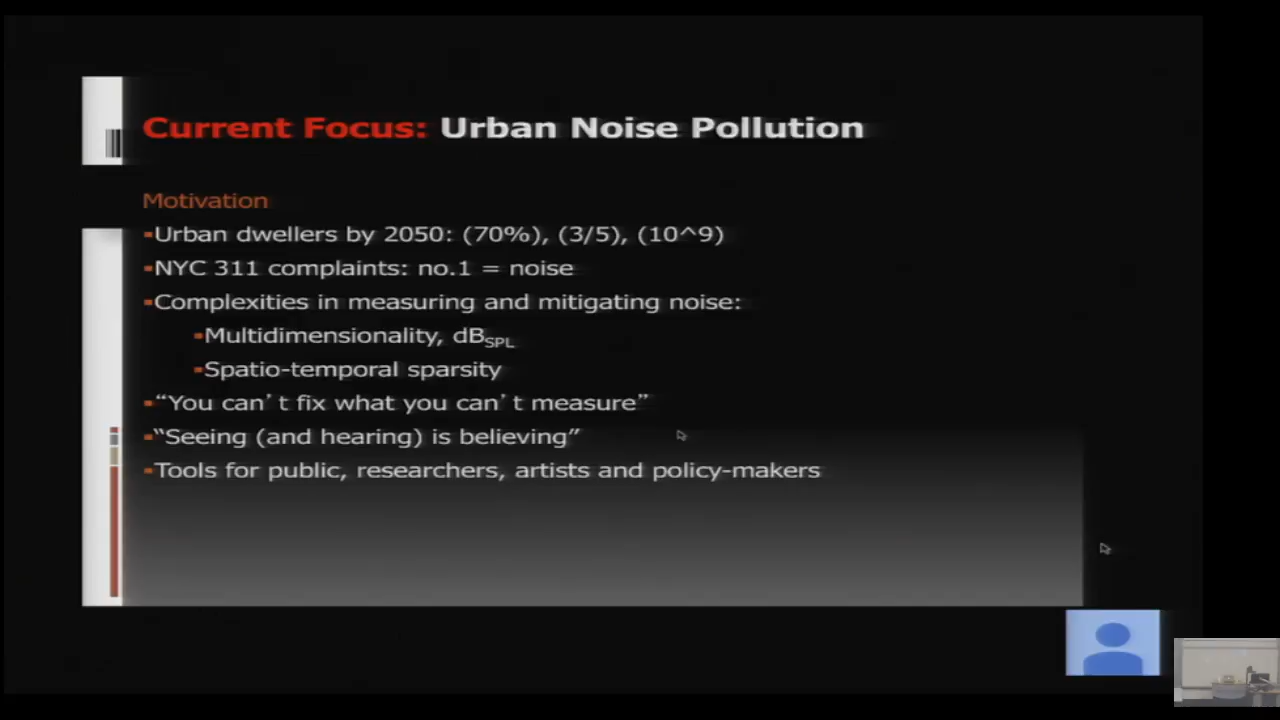 Current Focus: Urban Noise Pollution
Motivation
▪Urban dwellers by 2050: (70%), (3/5), (10^9)
▪NYC 311 complaints: no.1 = noise
▪Complexities in measuring and mitigating noise:
▪Multidimensionality, dBSPL
▪Spatio-temporal sparsity
▪“You can’t fix what you can’t measure”
▪“Seeing (and hearing) is believing”
▪Tools for public, researchers, artists and policy-makers